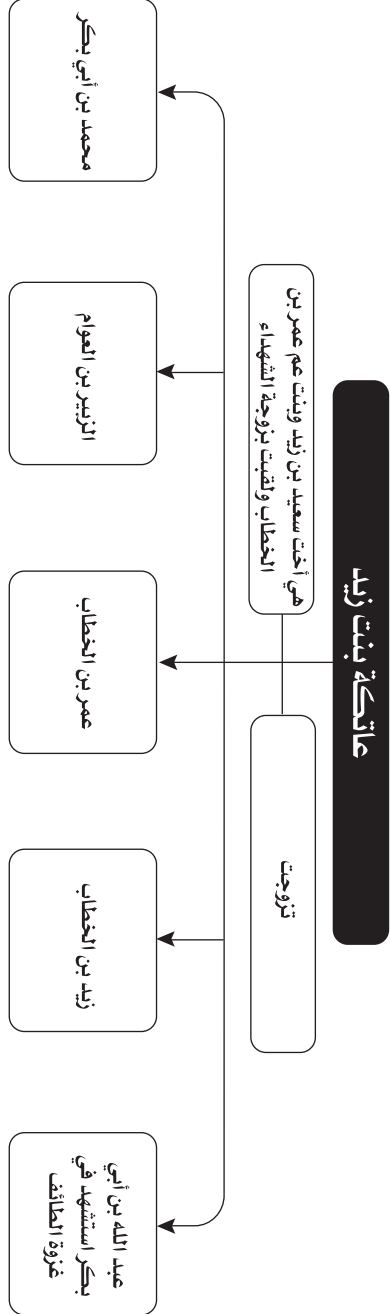 عاتكة بنت زيد
تزوجت
هي أخت سعيد بن زيد وبنت عم عمر بن
الخطاب ولقبت بزوجة الشهداء
عبد الله بن أبي
بكر استشهد في
غزوة الطائف
زيد بن الخطاب
عمر بن الخطاب
الزبير بن العوام
محمد بن أبي بكر